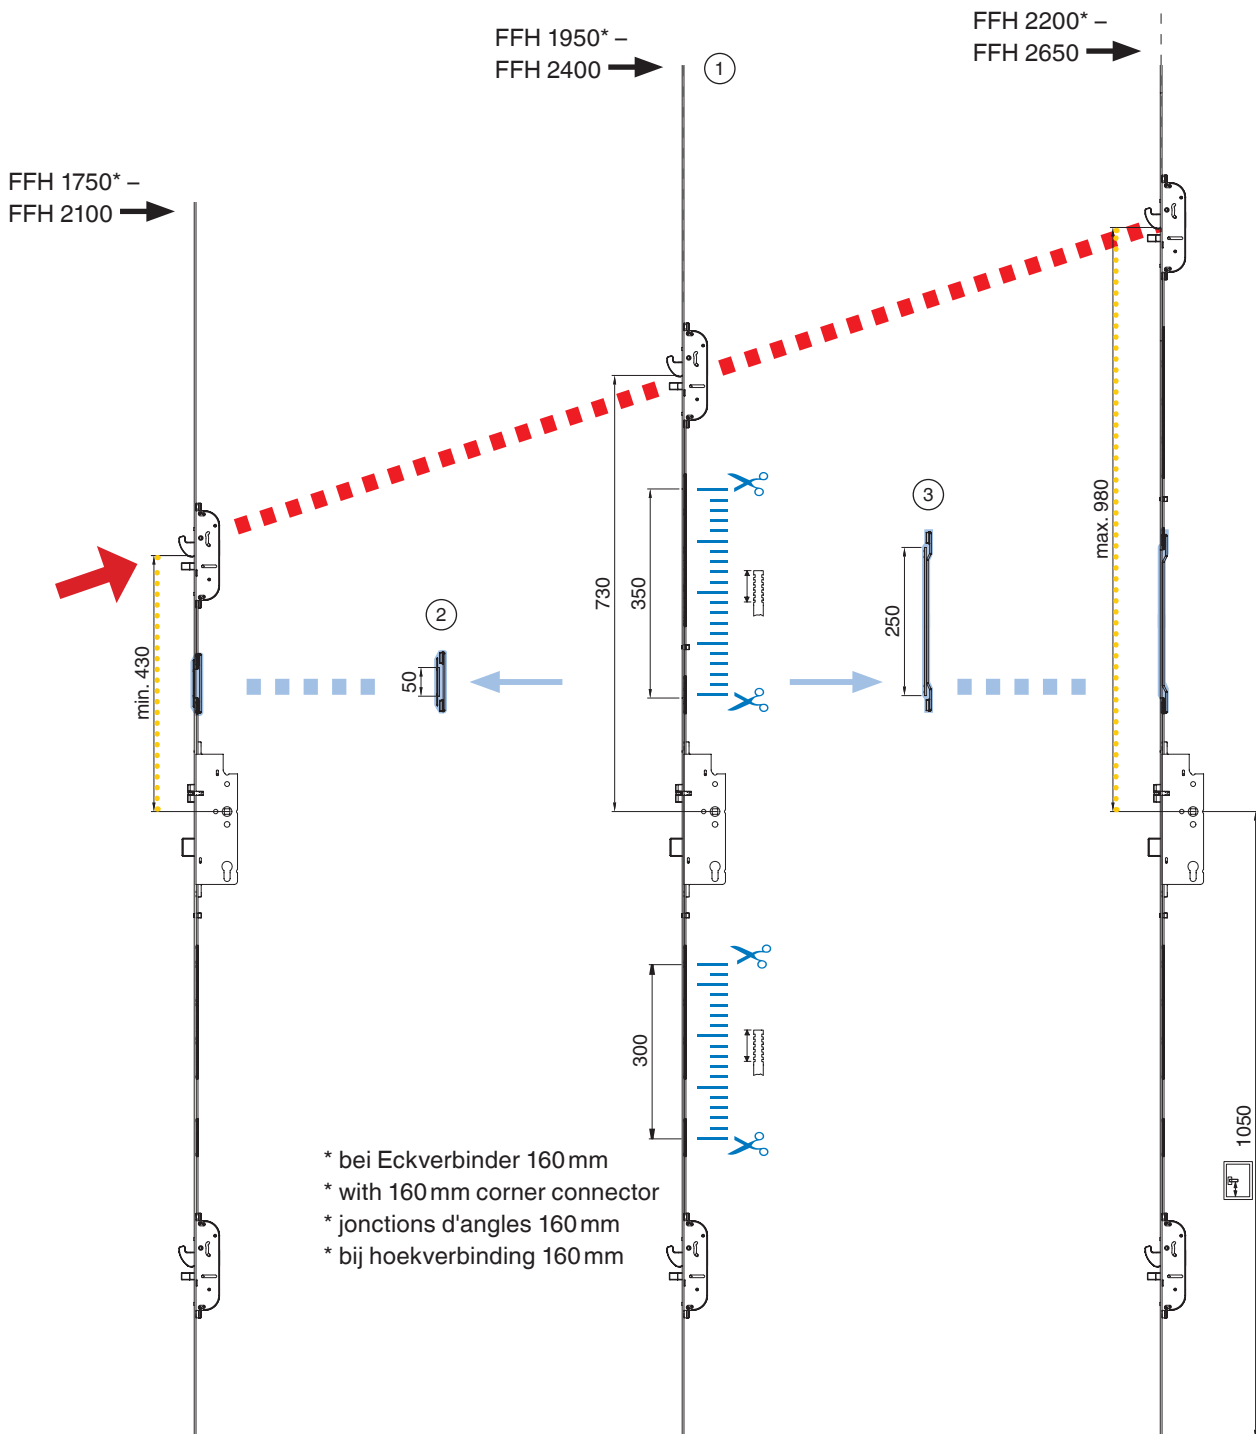 FFH 2200* –
FFH 2650
FFH 1950* –
FFH 2400
1
FFH 1750* –
FFH 2100
3
max. 980
730
350
250
2
min. 430
50
300
1050
* bei Eckverbinder 160 mm
* with 160 mm corner connector
* jonctions d'angles 160 mm
* bij hoekverbinding 160 mm